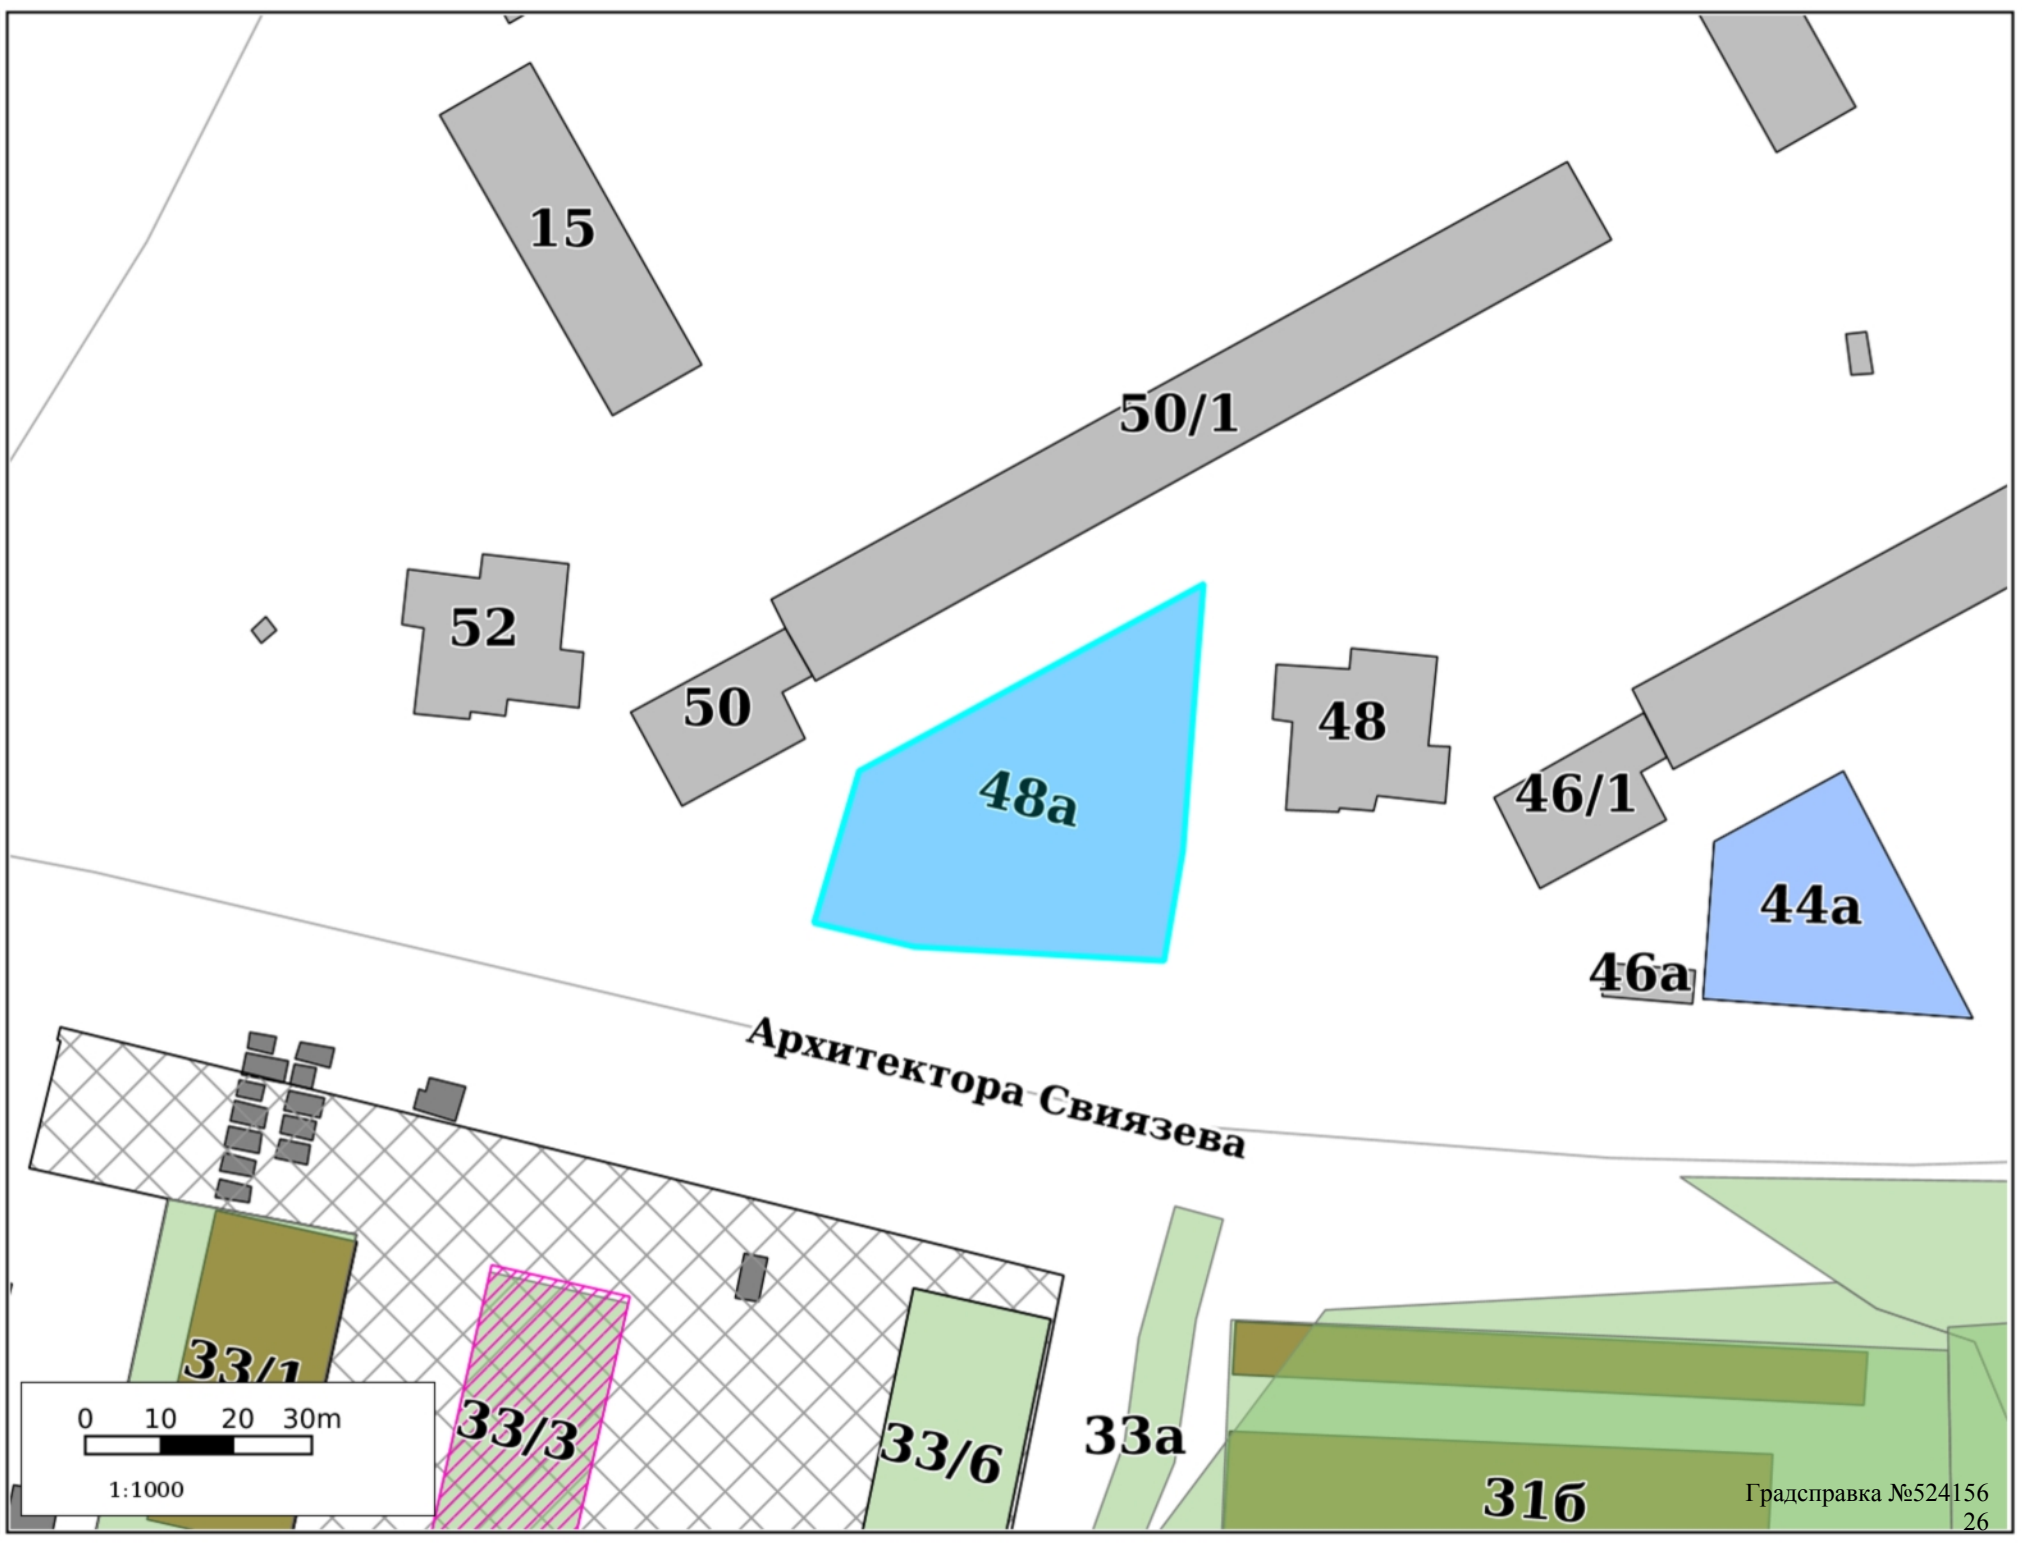 15
50/1
52
50
48
48а
46/1
44а
46а
Архитектора Свиязева
33/1
33/3
33/6
33а
31б
0 10 20 30m
1:1000
Градсправка №524156
26